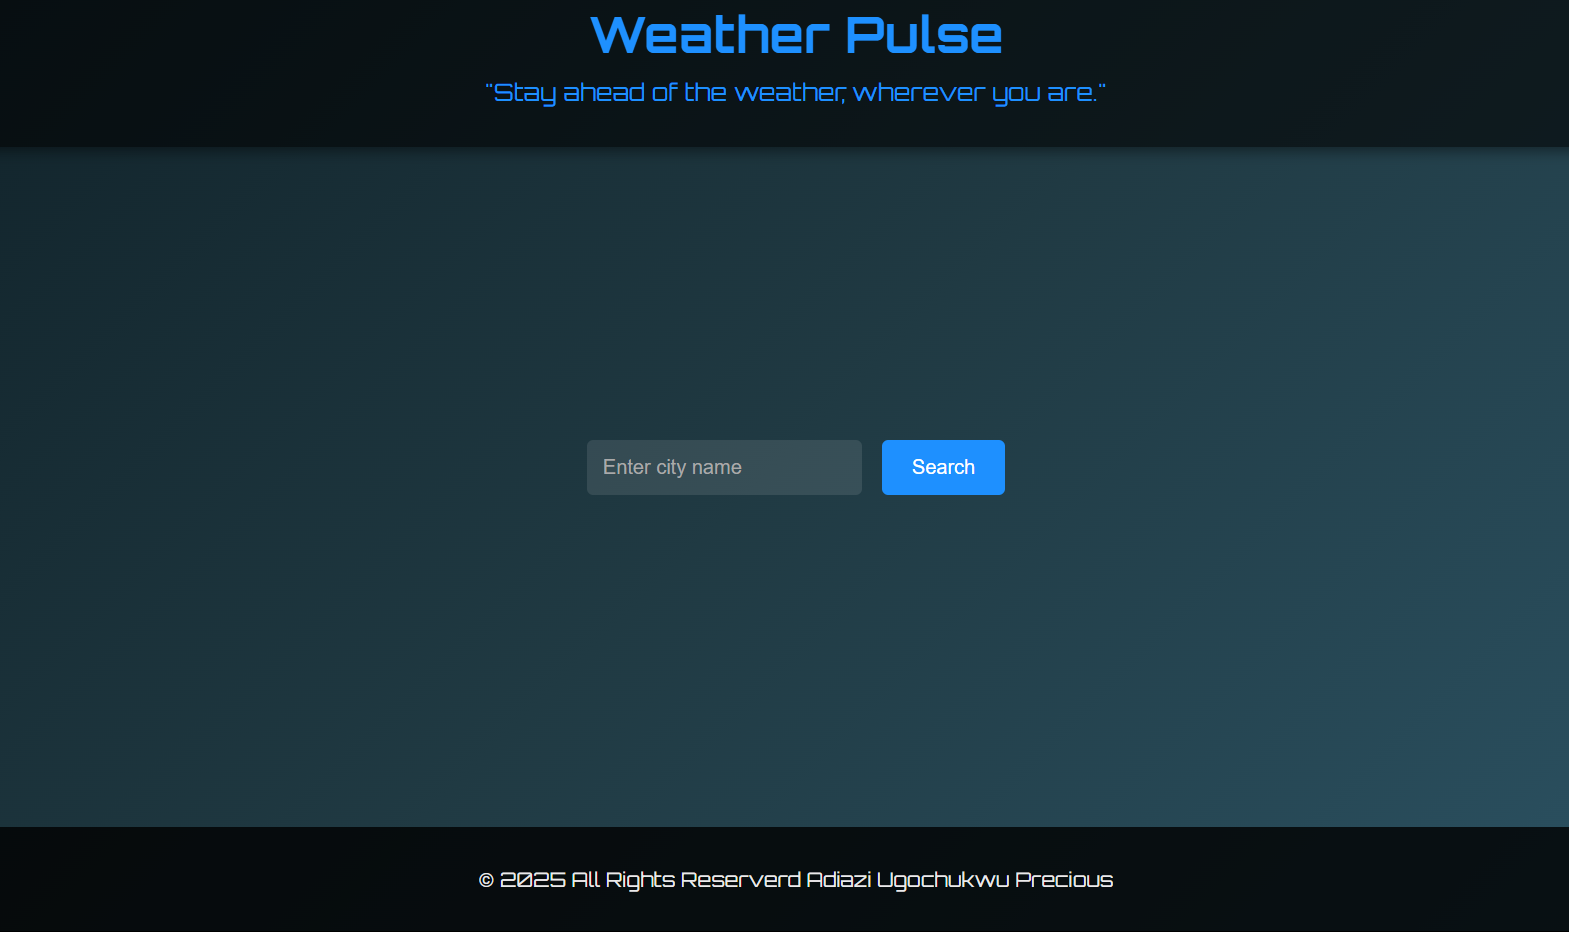 Weather Pulse
"Stay ahead of the weather, wherever you are."
Enter city name
Search
© 2025 All Rights Reserverd Adiazi Ugochukwu Precious